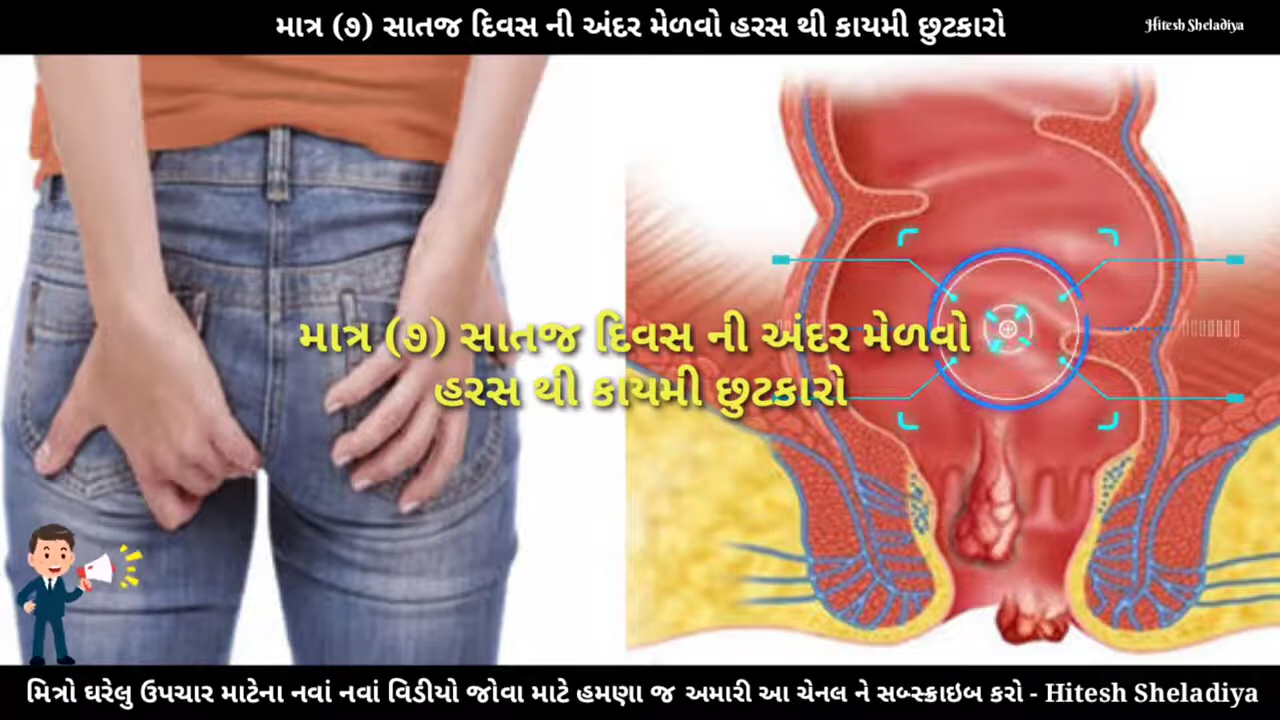 માત્ર (૭) સાતજ દિવસ ની અંદર મેળવો હરસ થી કાયમી છુટકારો
Hitesh Sheladiya
માત્ર (૭) સાતજ દિવસ ની અંદર મેળવો
હરસ થી કાયમી છુટકારો
મિત્રો ઘરેલુ ઉપચાર માટેના નવાં નવાં વિડીયો જોવા માટે હમણા જ અમારી આ ચેનલ ને સબ્સ્ક્રાઇબ કરો - Hitesh Sheladiya